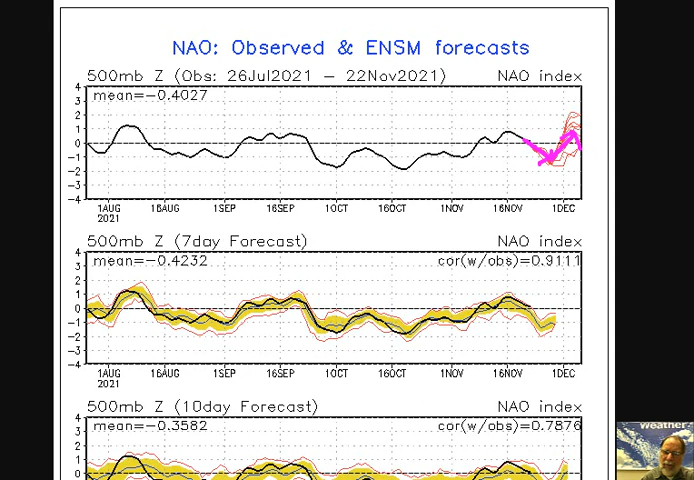 NAO: Observed & ENSM forecasts
500mb Z (Obs: 26Jul2021 – 22Nov2021) NAO index
mean=-0.4027
4
3
2
1
0
-1
-2
-3
-4
1AUG 16AUG 1SEP 16SEP 1OCT 16OCT 1NOV 16NOV 1DEC
2021
500mb Z (7day Forecast) NAO index
mean=-0.4232 cor(w/obs)=0.9111
4
3
2
1
0
-1
-2
-3
-4
1AUG 16AUG 1SEP 16SEP 1OCT 16OCT 1NOV 16NOV 1DEC
2021
500mb Z (10day Forecast) NAO index
mean=-0.3582 cor(w/obs)=0.7876
4
3
2
1
0
Weather